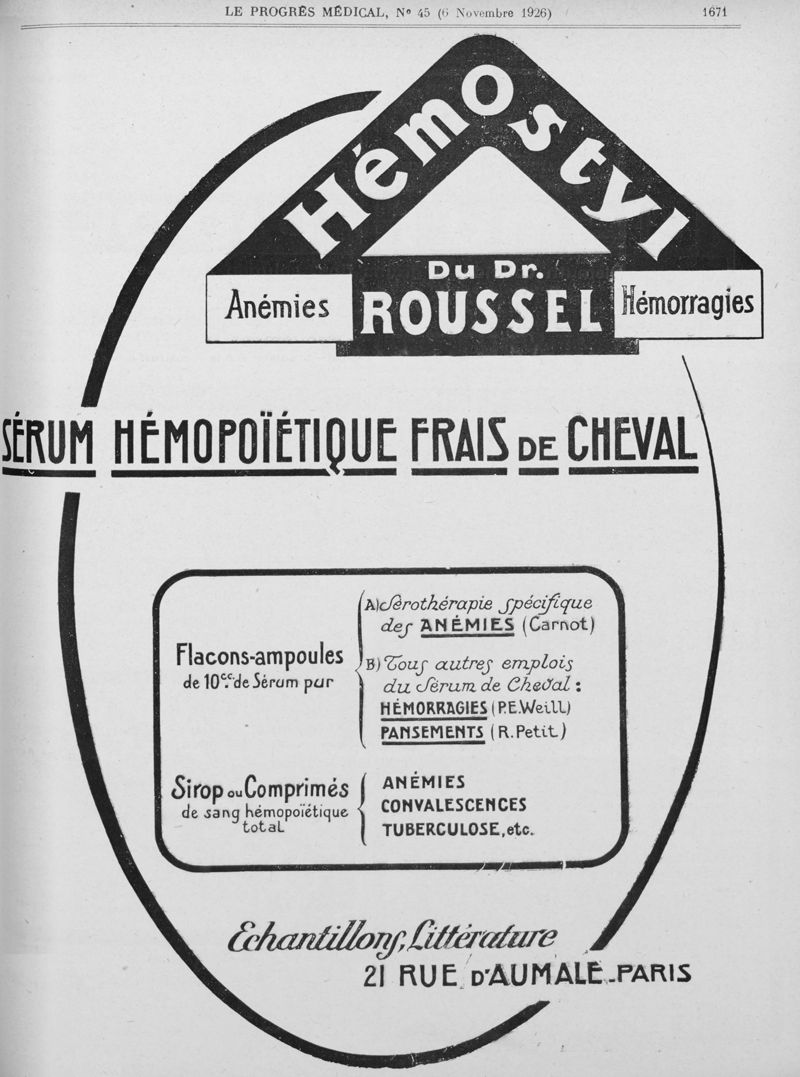 LE PROGRÈS MÉDICAL, Nº 45 (6 Novembre 1926)
1671
Hémostyl
Du Dr.
ROUSSEL
Anémies
Hémorragies
SÉRUM HÉMOPOÏÉTIQUE FRAIS DE CHEVAL
Flacons-ampoules
de 10cc. de Sérum pur
A) Sérothérapie spécifique
des ANÉMIES (Carnot)
B) Tous autres emplois
du Sérum de Cheval :
HÉMORRAGIES (P.E.Weill)
PANSEMENTS (R.Petit)
Sirop ou Comprimés
de sang hémopoïétique
total
ANÉMIES
CONVALESCENCES
TUBERCULOSE, etc.
Echantillons, Littérature
21 RUE D'AUMALE-PARIS